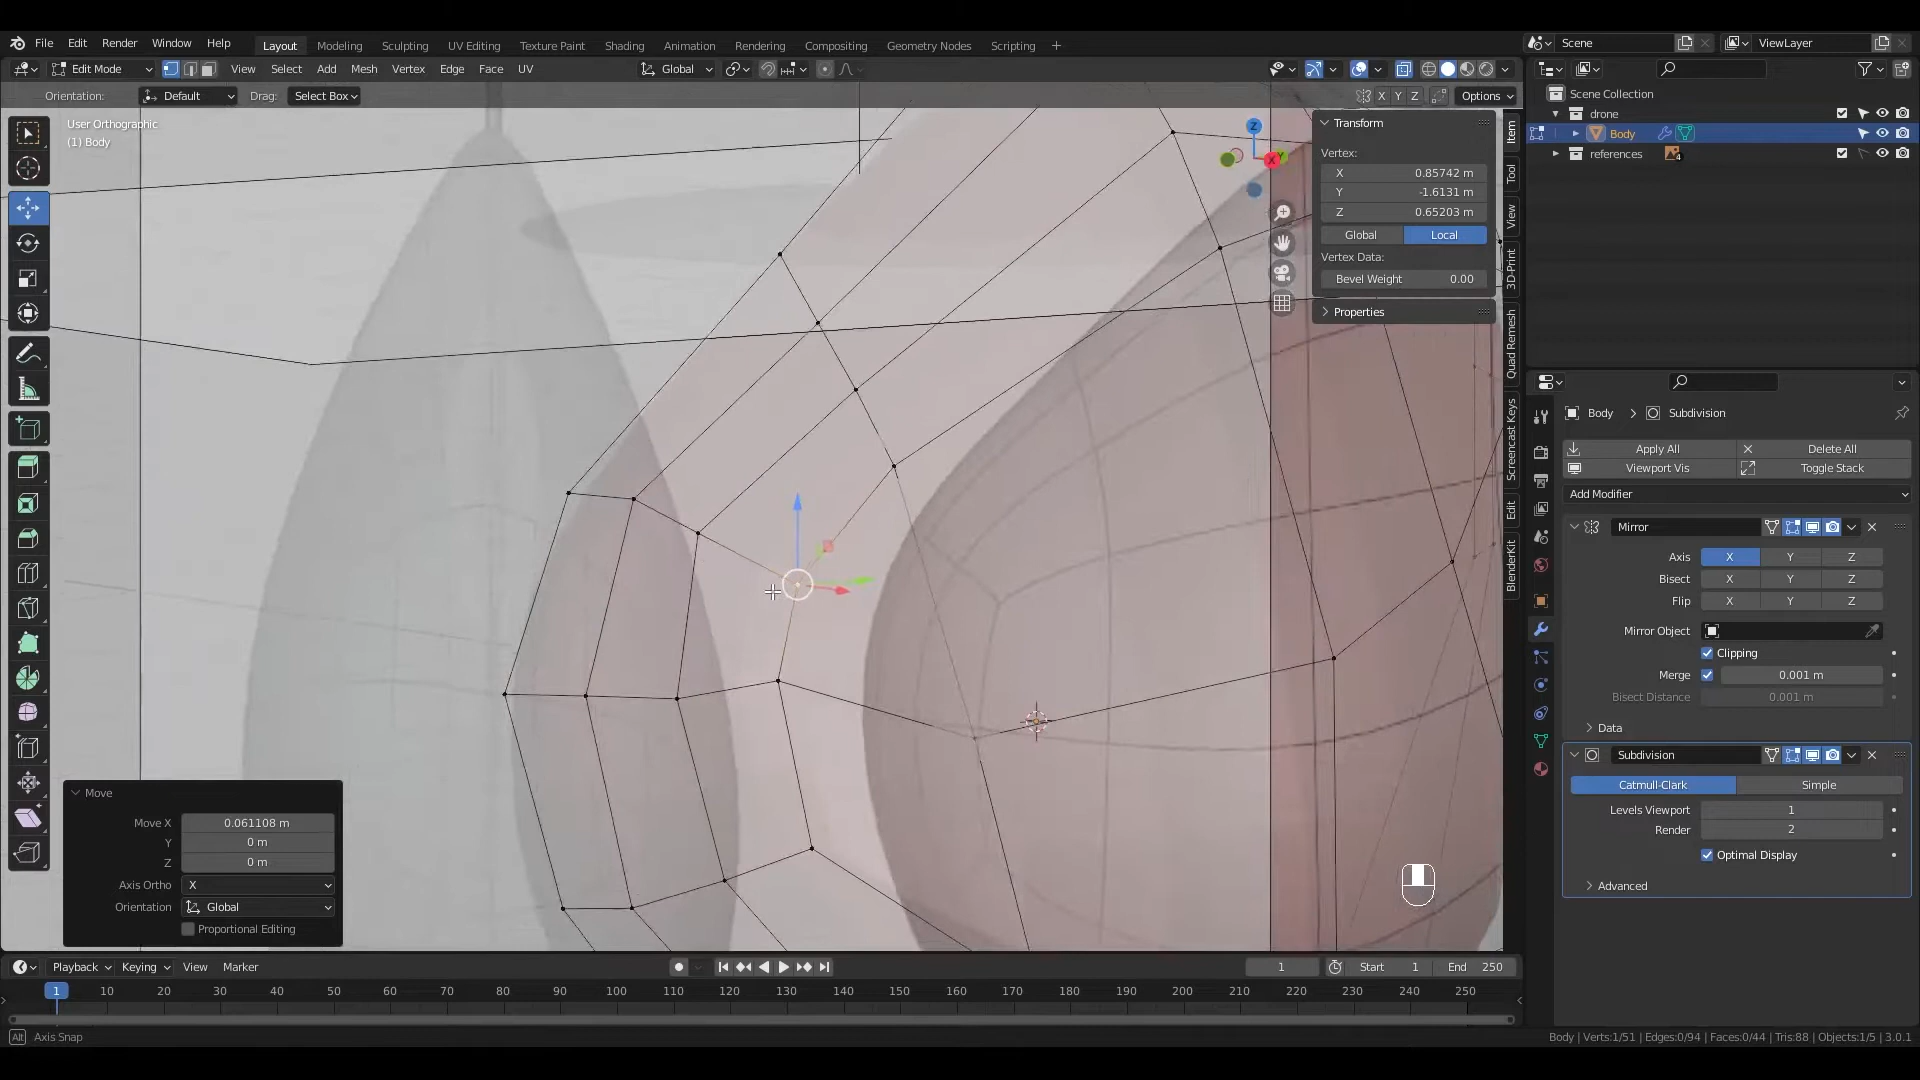 File Edit Render Window Help Layout Modeling Sculpting UV Editing Texture Paint Shading Animation Rendering Compositing Geometry Nodes Scripting + Scene ViewLayer
Edit Mode View Select Add Mesh Vertex Edge Face UV Global
Orientation: Default Drag: Select Box X Y Z Options
Scene Collection
drone
Body
references
User Orthographic
(1) Body
Z
X
Y
Transform
Vertex:
X 0.85742 m
Y -1.6131 m
Z 0.65203 m
Global Local
Vertex Data:
Bevel Weight 0.00
Properties
Item
Tool
View
3D-Print
Quad Remesh
Screencast Keys
Edit
BlenderKit
Body > Subdivision
Apply All Delete All
Viewport Vis Toggle Stack
Add Modifier
Mirror
Axis X Y Z
Bisect X Y Z
Flip X Y Z
Mirror Object
Clipping
Merge 0.001 m
Bisect Distance 0.001 m
Data
Subdivision
Catmull-Clark Simple
Levels Viewport 1
Render 2
Optimal Display
Advanced
Move
Move X 0.061108 m
Y 0 m
Z 0 m
Axis Ortho X
Orientation Global
Proportional Editing
Playback Keying View Marker 1 Start 1 End 250
1 10 20 30 40 50 60 70 80 90 100 110 120 130 140 150 160 170 180 190 200 210 220 230 240 250
Alt Axis Snap
Body | Verts:1/51 | Edges:0/94 | Faces:0/44 | Tris:88 | Objects:1/5 | 3.0.1